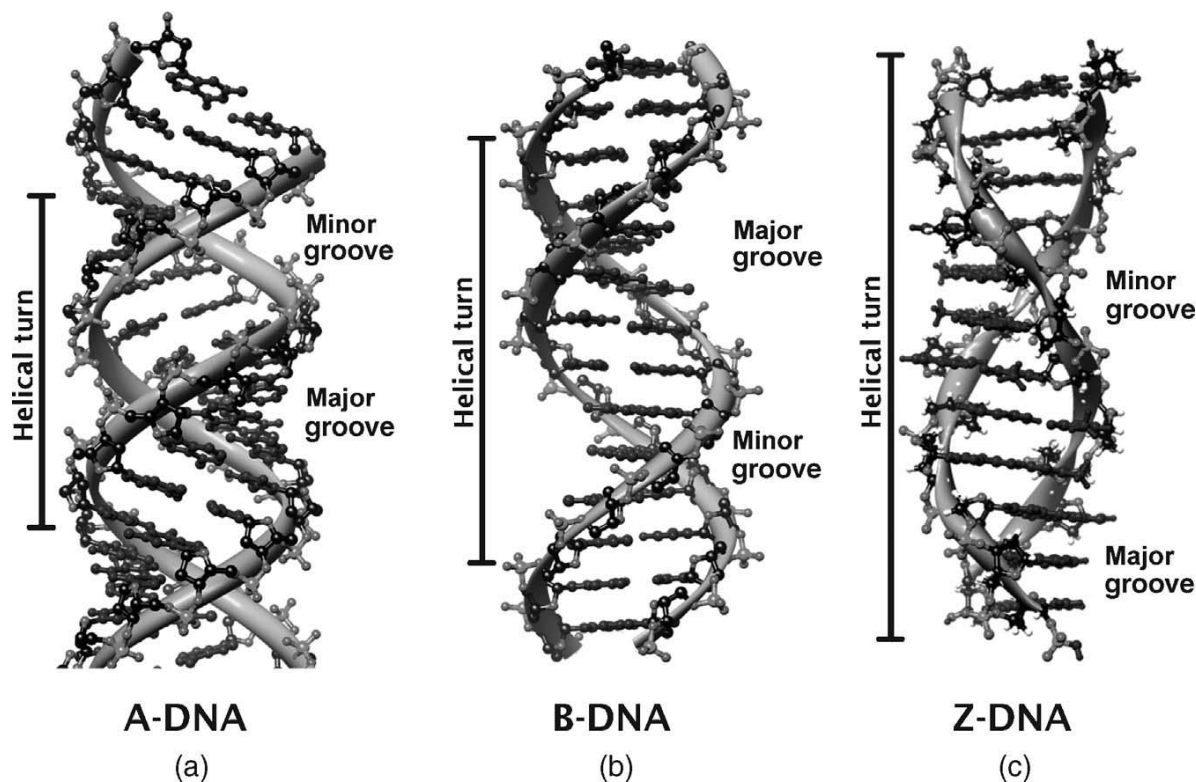 Helical turn
Minor
groove
Major
groove
A-DNA
(a)
Helical turn
Major
groove
Minor
groove
B-DNA
(b)
Helical turn
Minor
groove
Major
groove
Z-DNA
(c)